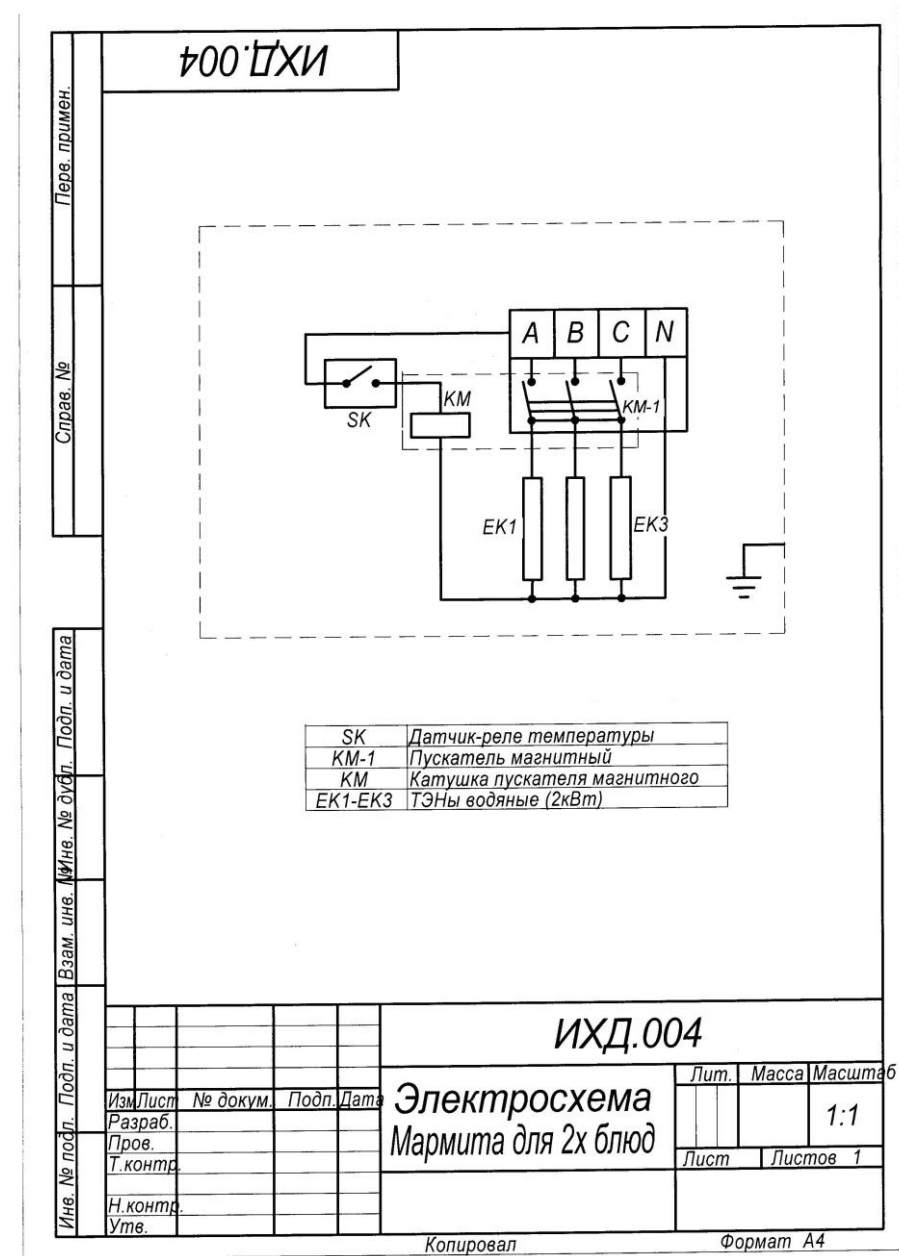 ИХД.004
Перв. примен.
Справ. №
Подп. и дата
Инв. № дубл.
Взам. инв. №
Подп. и дата
Инв. № подл.
A B C N
SK
KM
KM-1
EK1
EK3
SK Датчик-реле температуры
KM-1 Пускатель магнитный
KM Катушка пускателя магнитного
EK1-EK3 ТЭНы водяные (2кВт)
ИХД.004
Изм Лист № докум. Подп. Дата
Разраб.
Пров.
Т.контр.
Н.контр.
Утв.
Электросхема
Мармита для 2х блюд
Лит. Масса Масштаб
1:1
Лист Листов 1
Копировал Формат А4